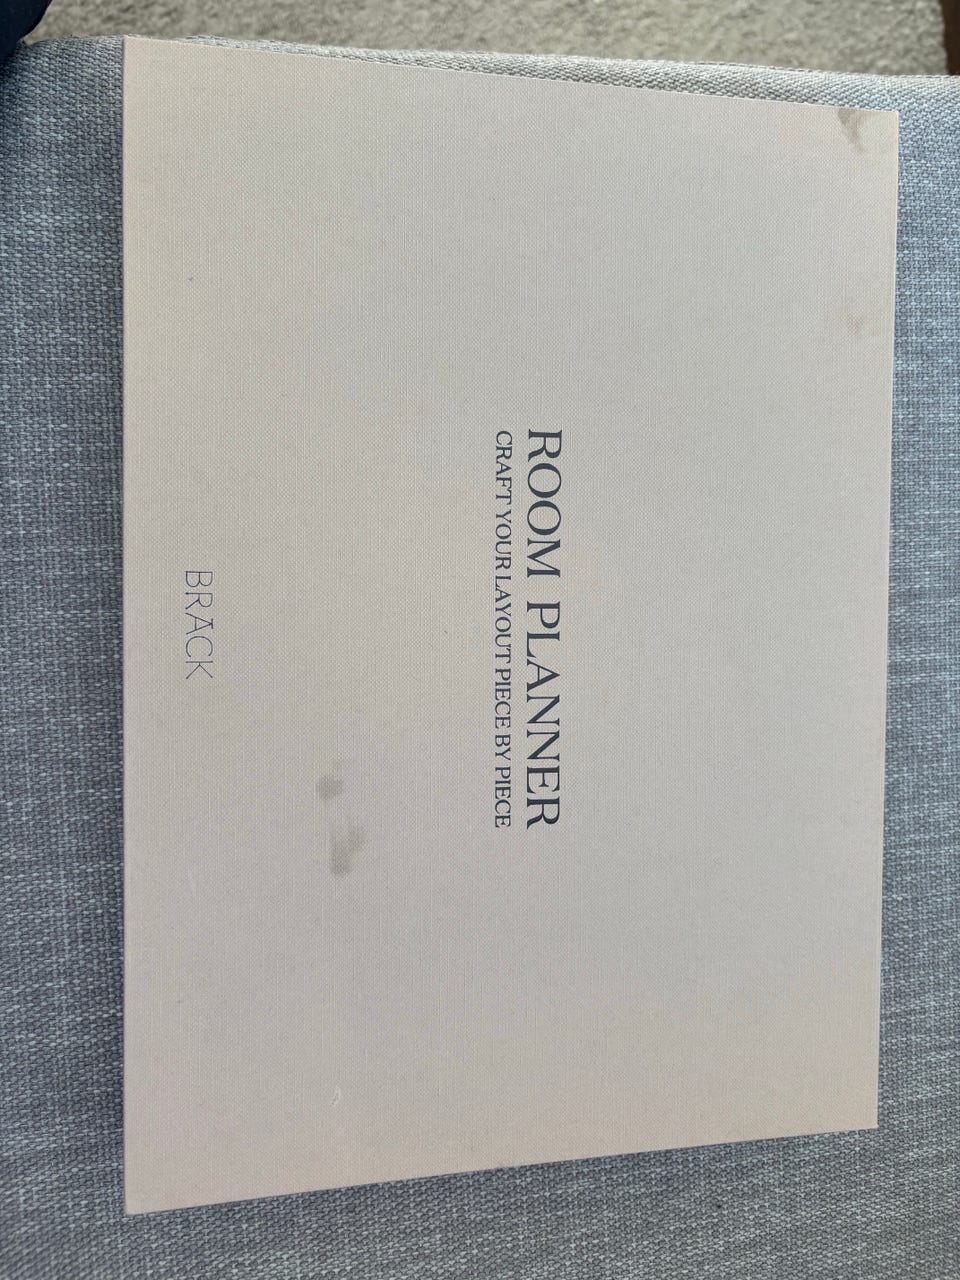 ROOM PLANNER
CRAFT YOUR LAYOUT PIECE BY PIECE
BRACK